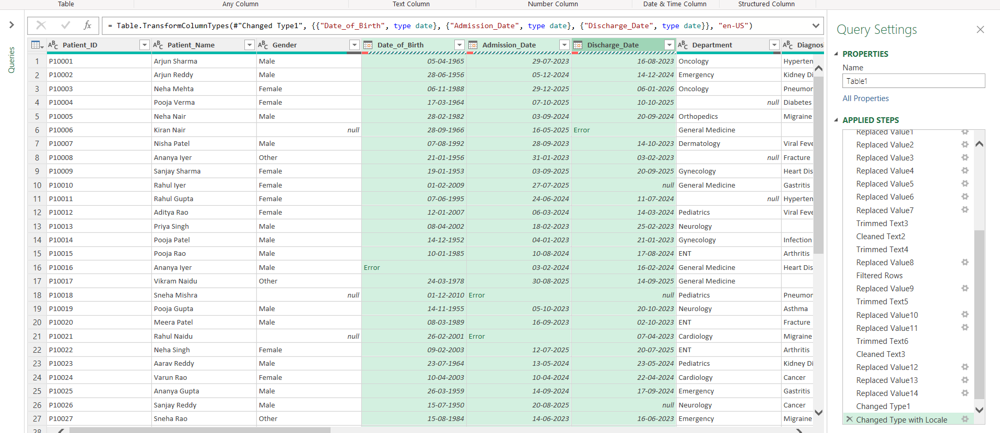 Table Any Column Text Column Number Column Date & Time Column Structured Column
fx = Table.TransformColumnTypes(#"Changed Type1", {{"Date_of_Birth", type date}, {"Admission_Date", type date}, {"Discharge_Date", type date}}, "en-US")
Queries
ABC Patient_ID ABC Patient_Name ABC Gender Date_of_Birth Admission_Date Discharge_Date ABC Department ABC Diagnosi
1 P10001 Arjun Sharma Male 05-04-1965 29-07-2023 16-08-2023 Oncology Hyperten
2 P10002 Arjun Reddy Male 28-06-1956 05-12-2024 14-12-2024 Emergency Kidney Di
3 P10003 Neha Mehta Female 06-11-1988 29-12-2025 06-01-2026 Oncology Pneumor
4 P10004 Pooja Verma Female 17-03-1964 07-10-2025 10-10-2025 null Diabetes
5 P10005 Neha Nair Male 28-02-1982 03-09-2024 20-09-2024 Orthopedics Migraine
6 P10006 Kiran Nair null 28-09-1966 16-05-2025 Error General Medicine
7 P10007 Nisha Patel Male 07-08-1992 28-09-2023 14-10-2023 Dermatology Viral Feve
8 P10008 Ananya Iyer Other 21-01-1956 31-01-2023 03-02-2023 null Fracture
9 P10009 Sanjay Sharma Female 19-01-1953 03-09-2025 20-09-2025 Gynecology Heart Dis
10 P10010 Rahul Iyer Female 01-02-2009 27-07-2025 null General Medicine Gastritis
11 P10011 Rahul Gupta Female 07-06-1995 24-06-2024 11-07-2024 null Hyperten
12 P10012 Aditya Rao Female 12-01-2007 06-03-2024 14-03-2024 Pediatrics Viral Feve
13 P10013 Priya Singh Male 08-04-2002 18-02-2023 25-02-2023 Neurology
14 P10014 Pooja Patel Male 14-12-1952 04-01-2023 21-01-2023 Gynecology Infection
15 P10015 Pooja Rao Male 10-01-1985 10-08-2024 17-08-2024 ENT Arthritis
16 P10016 Ananya Iyer Male Error 03-02-2024 16-02-2024 General Medicine Heart Dis
17 P10017 Vikram Naidu Other 24-03-1978 30-08-2025 14-09-2025 General Medicine
18 P10018 Sneha Mishra null 01-12-2010 Error null Pediatrics Pneumor
19 P10019 Pooja Gupta Male 14-11-1955 05-10-2023 20-10-2023 Neurology Asthma
20 P10020 Meera Patel Male 08-03-1989 16-09-2023 02-10-2023 ENT Fracture
21 P10021 Rahul Naidu null 26-02-2001 Error 07-04-2023 Cardiology Migraine
22 P10022 Neha Singh Female 09-02-2003 12-07-2025 20-07-2025 ENT Arthritis
23 P10023 Aarav Reddy Male 23-07-1964 13-05-2024 23-05-2024 Pediatrics Kidney Di
24 P10024 Varun Rao Female 10-04-2003 10-04-2024 22-04-2024 Cardiology Cancer
25 P10025 Ananya Gupta Male 26-03-1959 14-09-2024 17-09-2024 Emergency Gastritis
26 P10026 Sanjay Reddy Male 15-07-1950 20-08-2025 null Neurology Cancer
27 P10027 Sneha Rao Other 15-08-1984 14-06-2023 16-06-2023 Emergency Migraine
28
Query Settings
PROPERTIES
Name
Table1
All Properties
APPLIED STEPS
Replaced Value1
Replaced Value2
Replaced Value3
Replaced Value4
Replaced Value5
Replaced Value6
Replaced Value7
Trimmed Text3
Cleaned Text2
Trimmed Text4
Replaced Value8
Filtered Rows
Replaced Value9
Trimmed Text5
Replaced Value10
Replaced Value11
Trimmed Text6
Cleaned Text3
Replaced Value12
Replaced Value13
Replaced Value14
Changed Type1
Changed Type with Locale